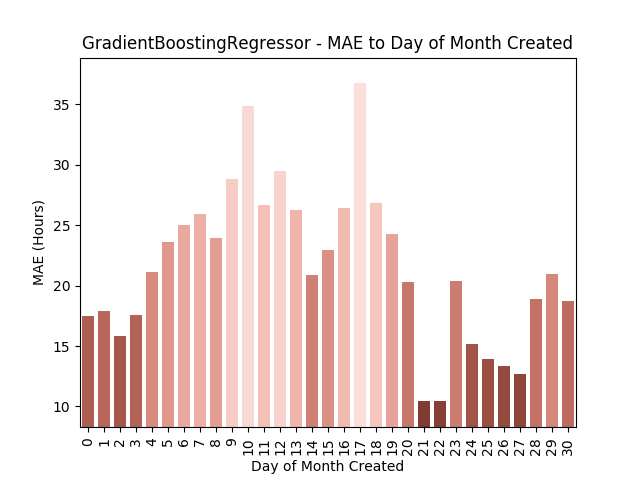 GradientBoostingRegressor - MAE to Day of Month Created
35
30
25
20
15
10
MAE (Hours)
0 1 2 3 4 5 6 7 8 9 10 11 12 13 14 15 16 17 18 19 20 21 22 23 24 25 26 27 28 29 30
Day of Month Created